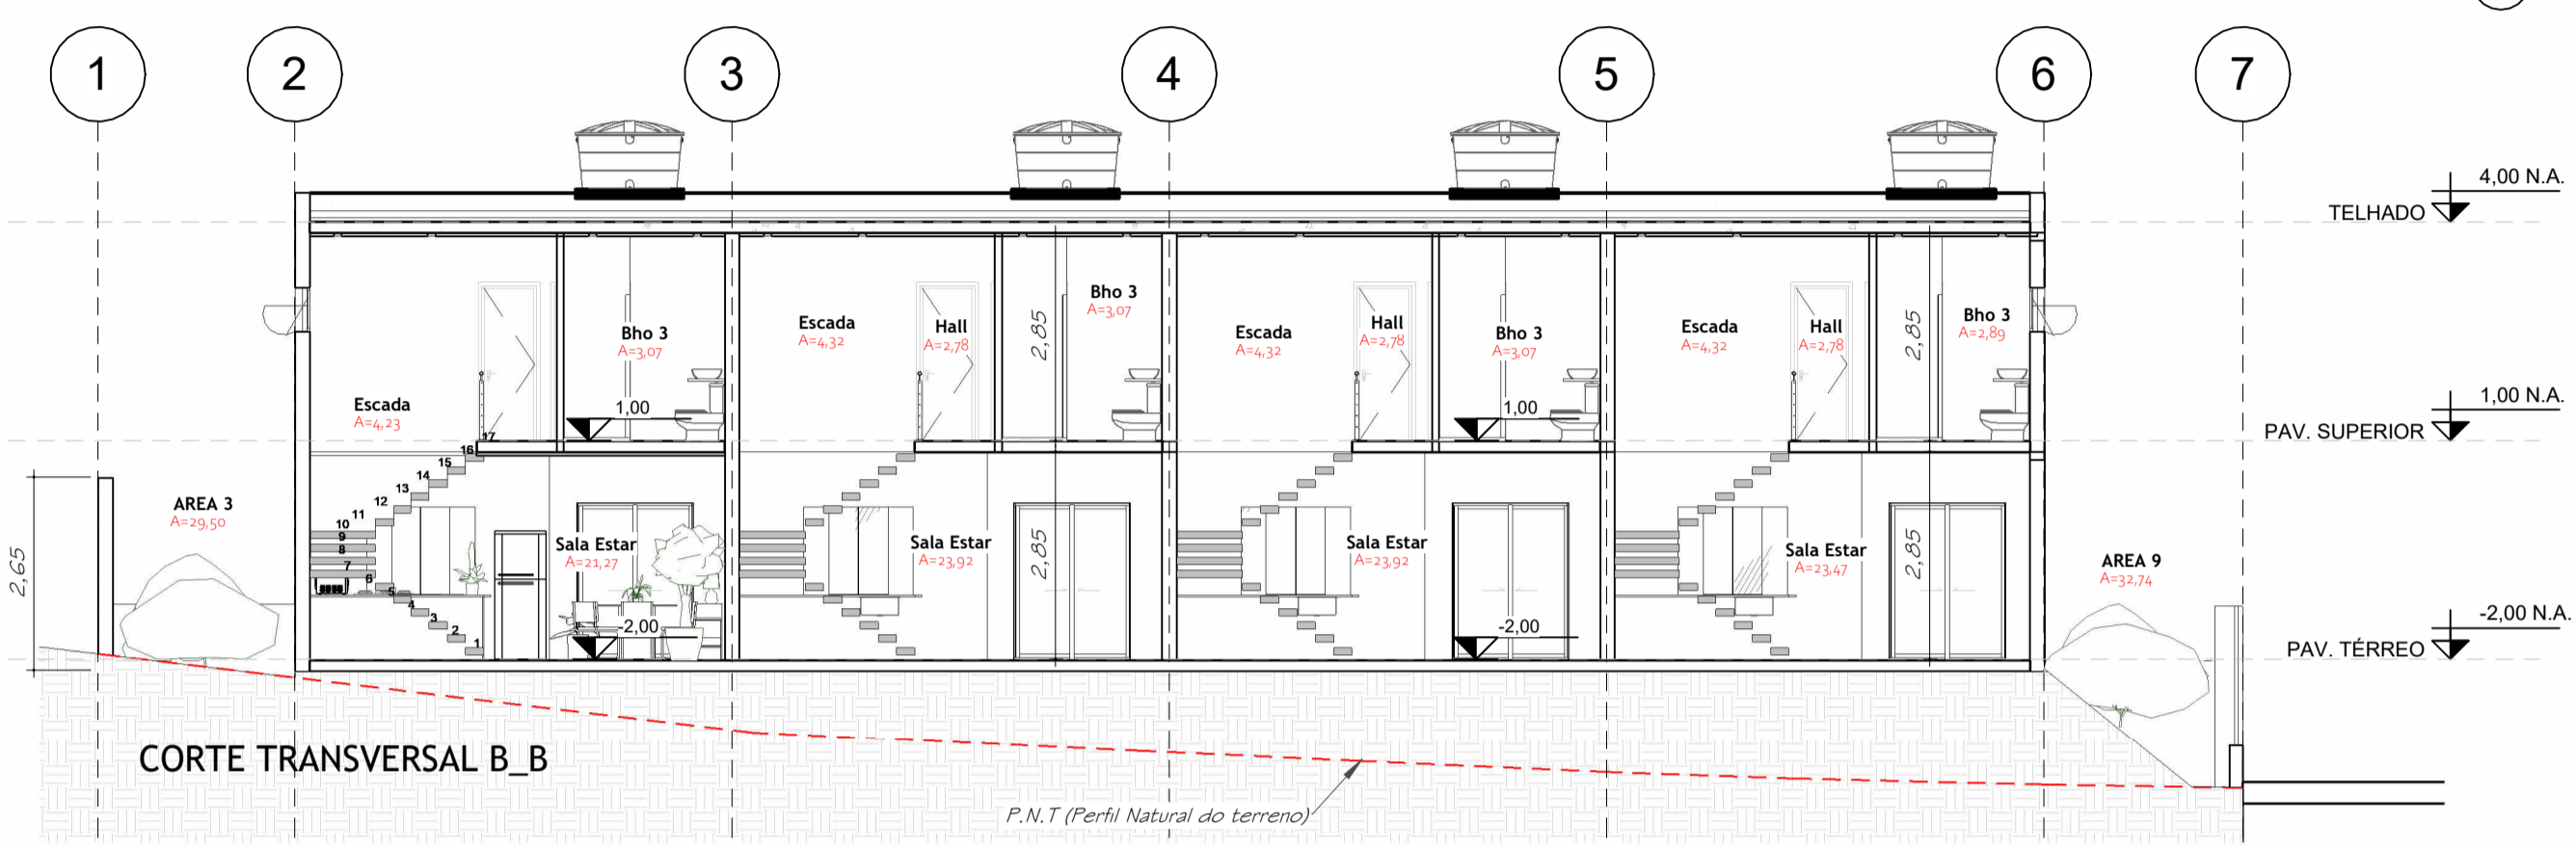 1
2
3
4
5
6
7
4,00 N.A.
TELHADO
Bho 3
A=3,07
Escada
A=4,32
Hall
A=2,78
2,85
Bho 3
A=3,07
Escada
A=4,32
Hall
A=2,78
Bho 3
A=3,07
Escada
A=4,32
Hall
A=2,78
2,85
Bho 3
A=2,89
Escada
A=4,23
1,00
1,00
1,00 N.A.
PAV. SUPERIOR
17
16
15
14
13
12
11
10
9
8
7
6
5
4
3
2
1
AREA 3
A=29,50
2,65
Sala Estar
A=21,27
-2,00
Sala Estar
A=23,92
2,85
Sala Estar
A=23,92
-2,00
Sala Estar
A=23,47
2,85
AREA 9
A=32,74
-2,00 N.A.
PAV. TÉRREO
CORTE TRANSVERSAL B_B
P.N.T (Perfil Natural do terreno)